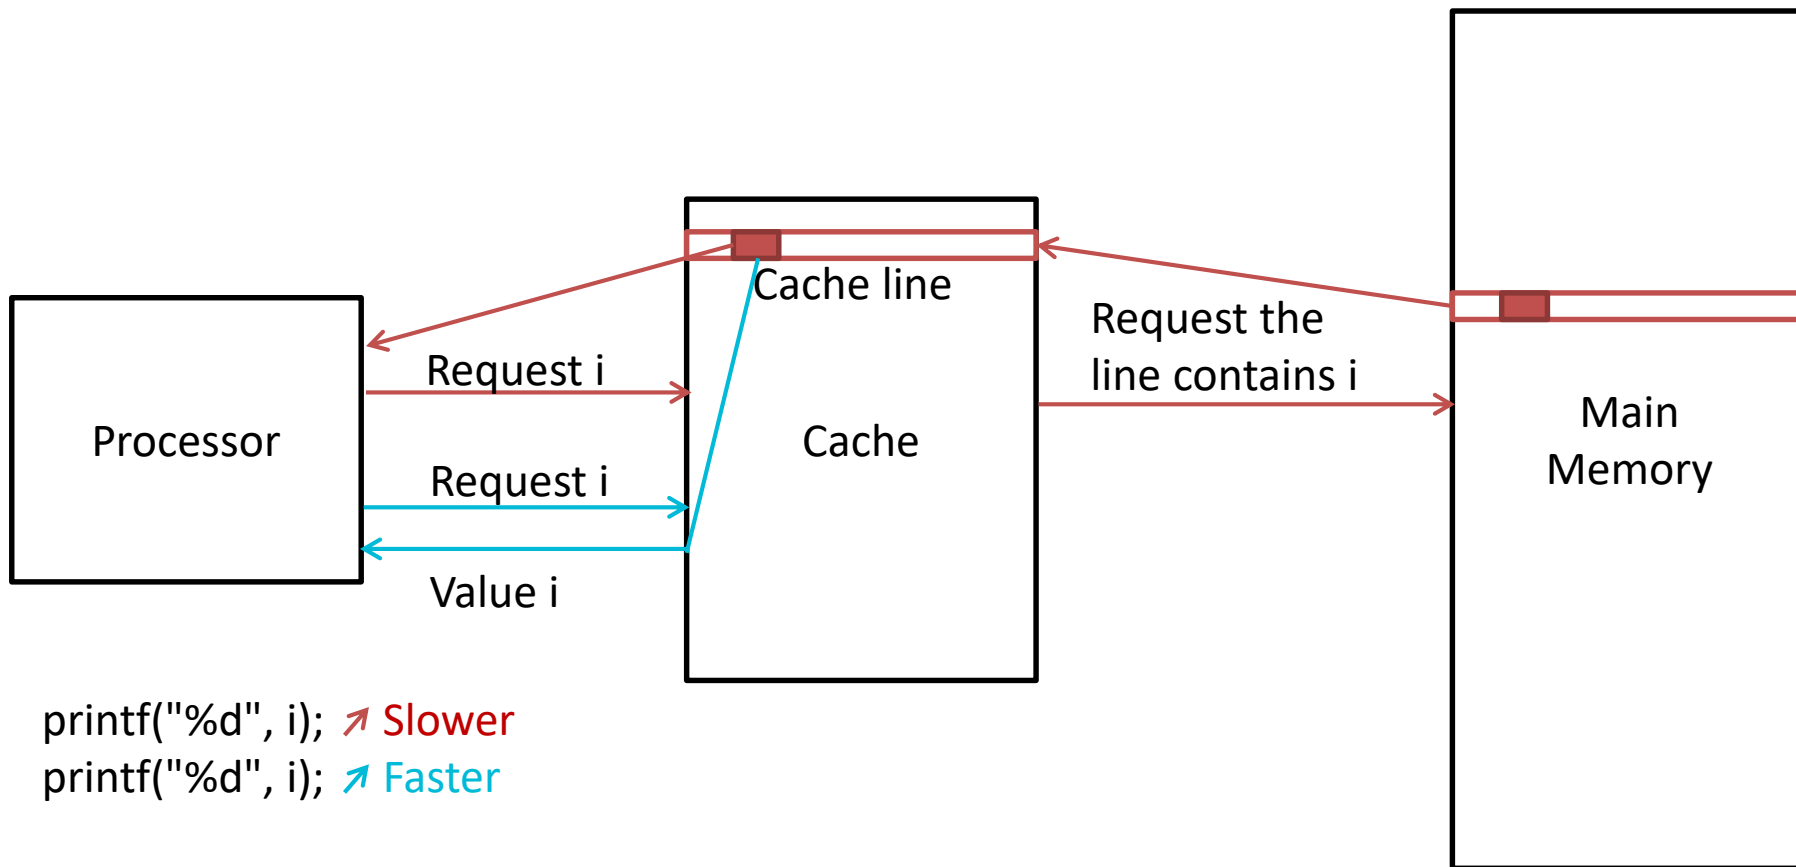 Cache line
Request the
line contains i
Request i
Processor
Cache
Main
Memory
Request i
Value i
printf("%d", i); Slower
printf("%d", i); Faster